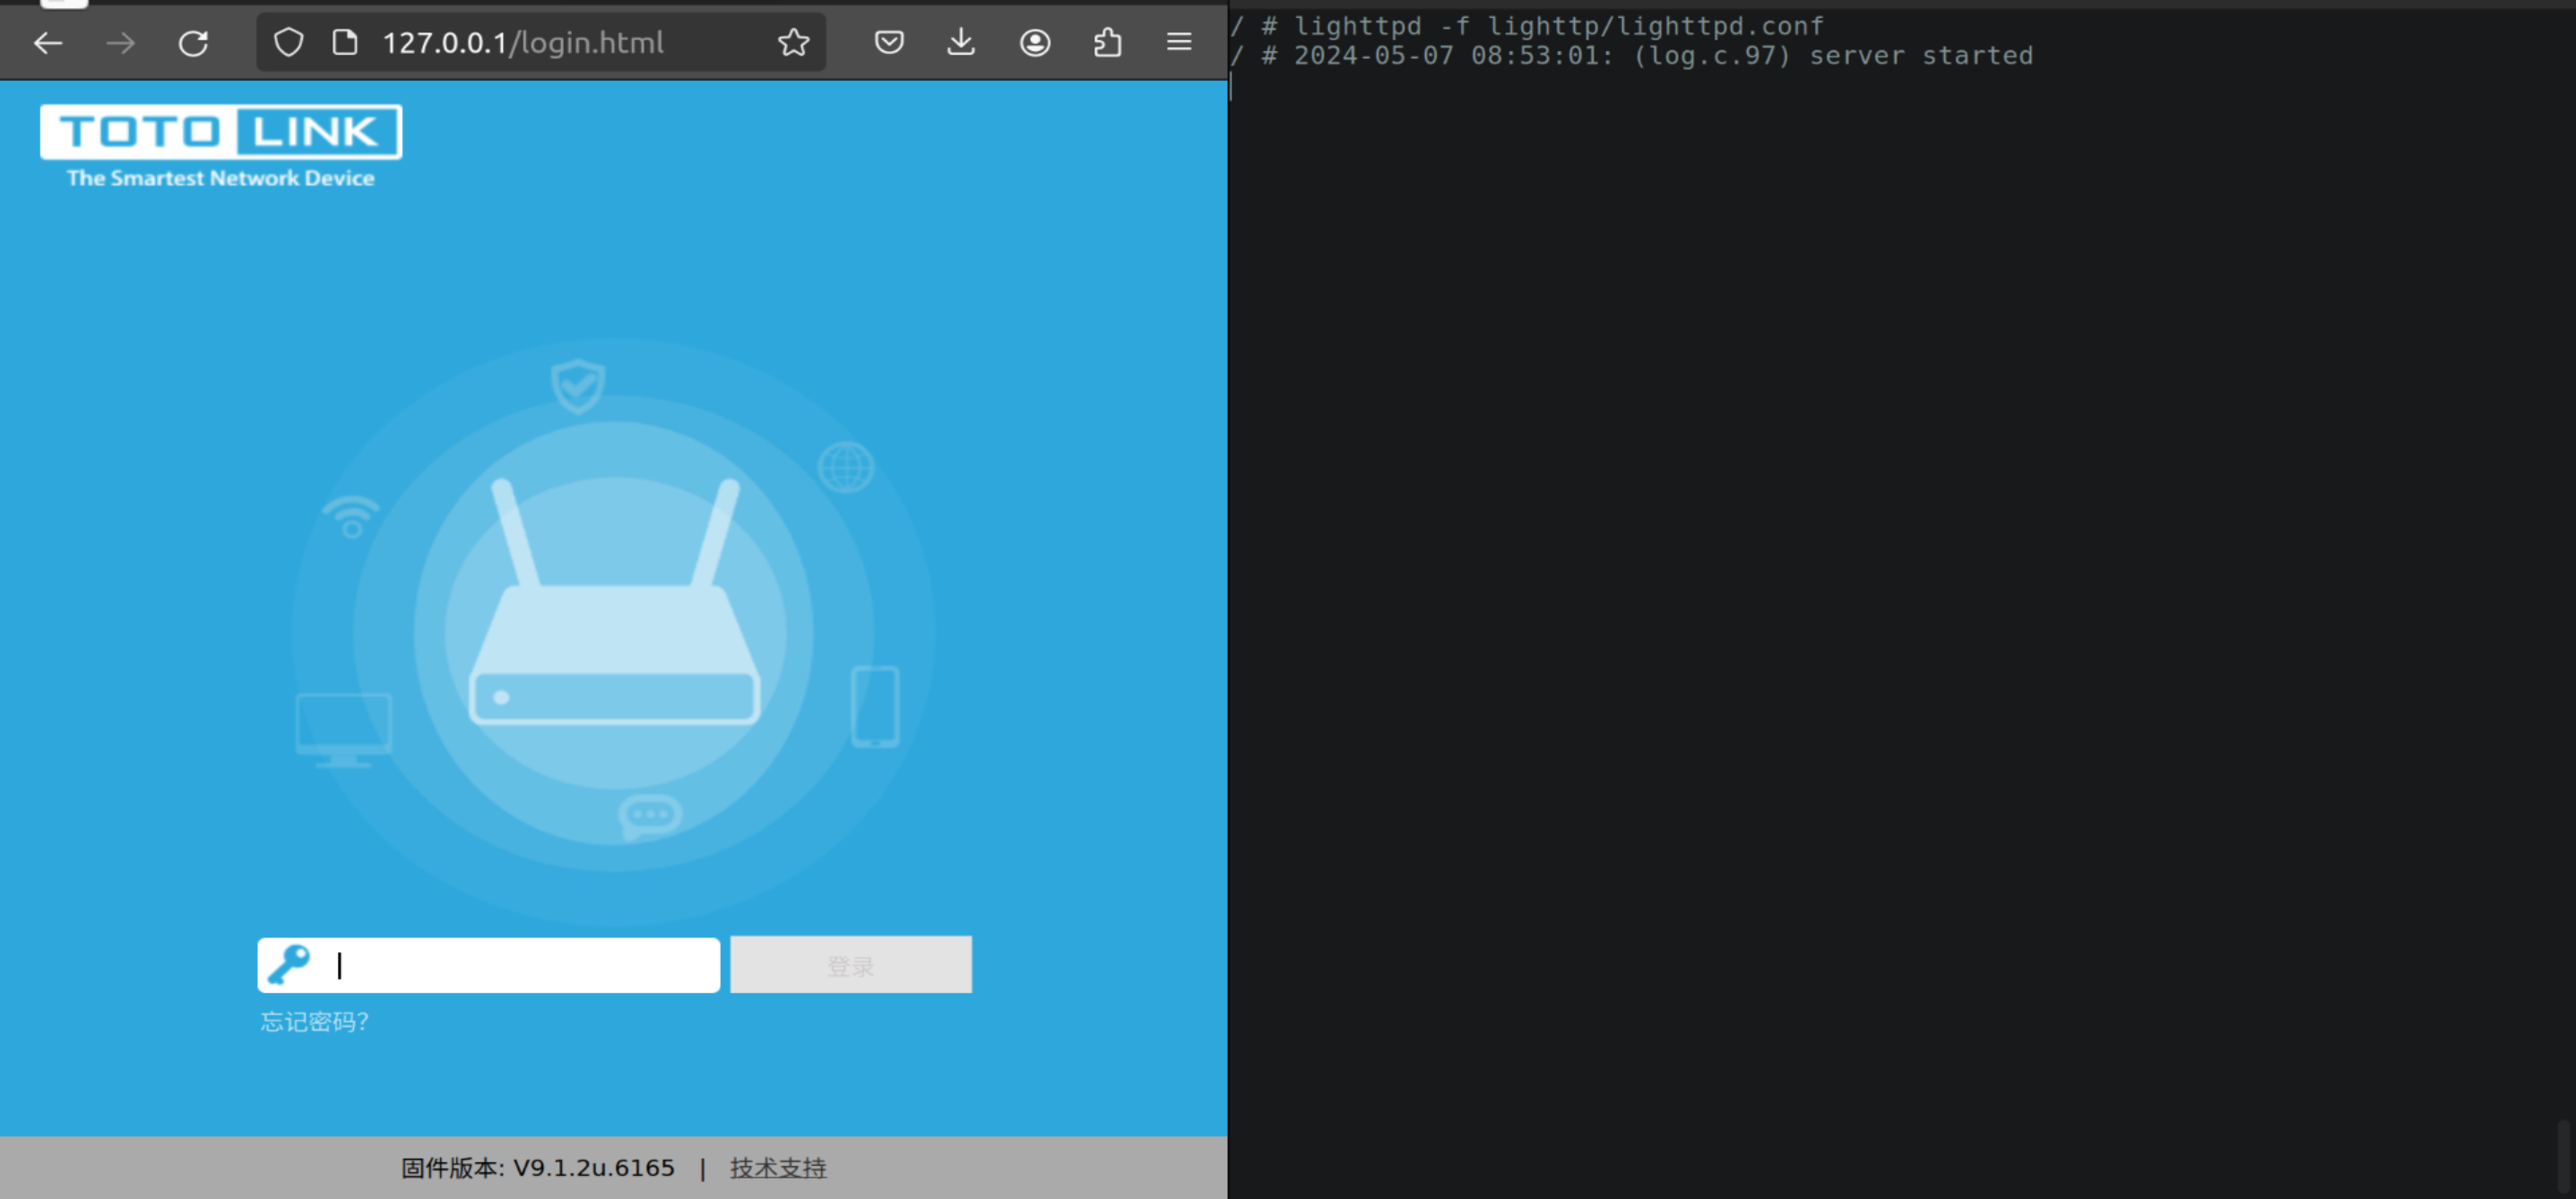 127.0.0.1/login.html
TOTO LINK
The Smartest Network Device
登录
忘记密码?
固件版本: V9.1.2u.6165 | 技术支持
/ # lighttpd -f lighttp/lighttpd.conf
/ # 2024-05-07 08:53:01: (log.c.97) server started